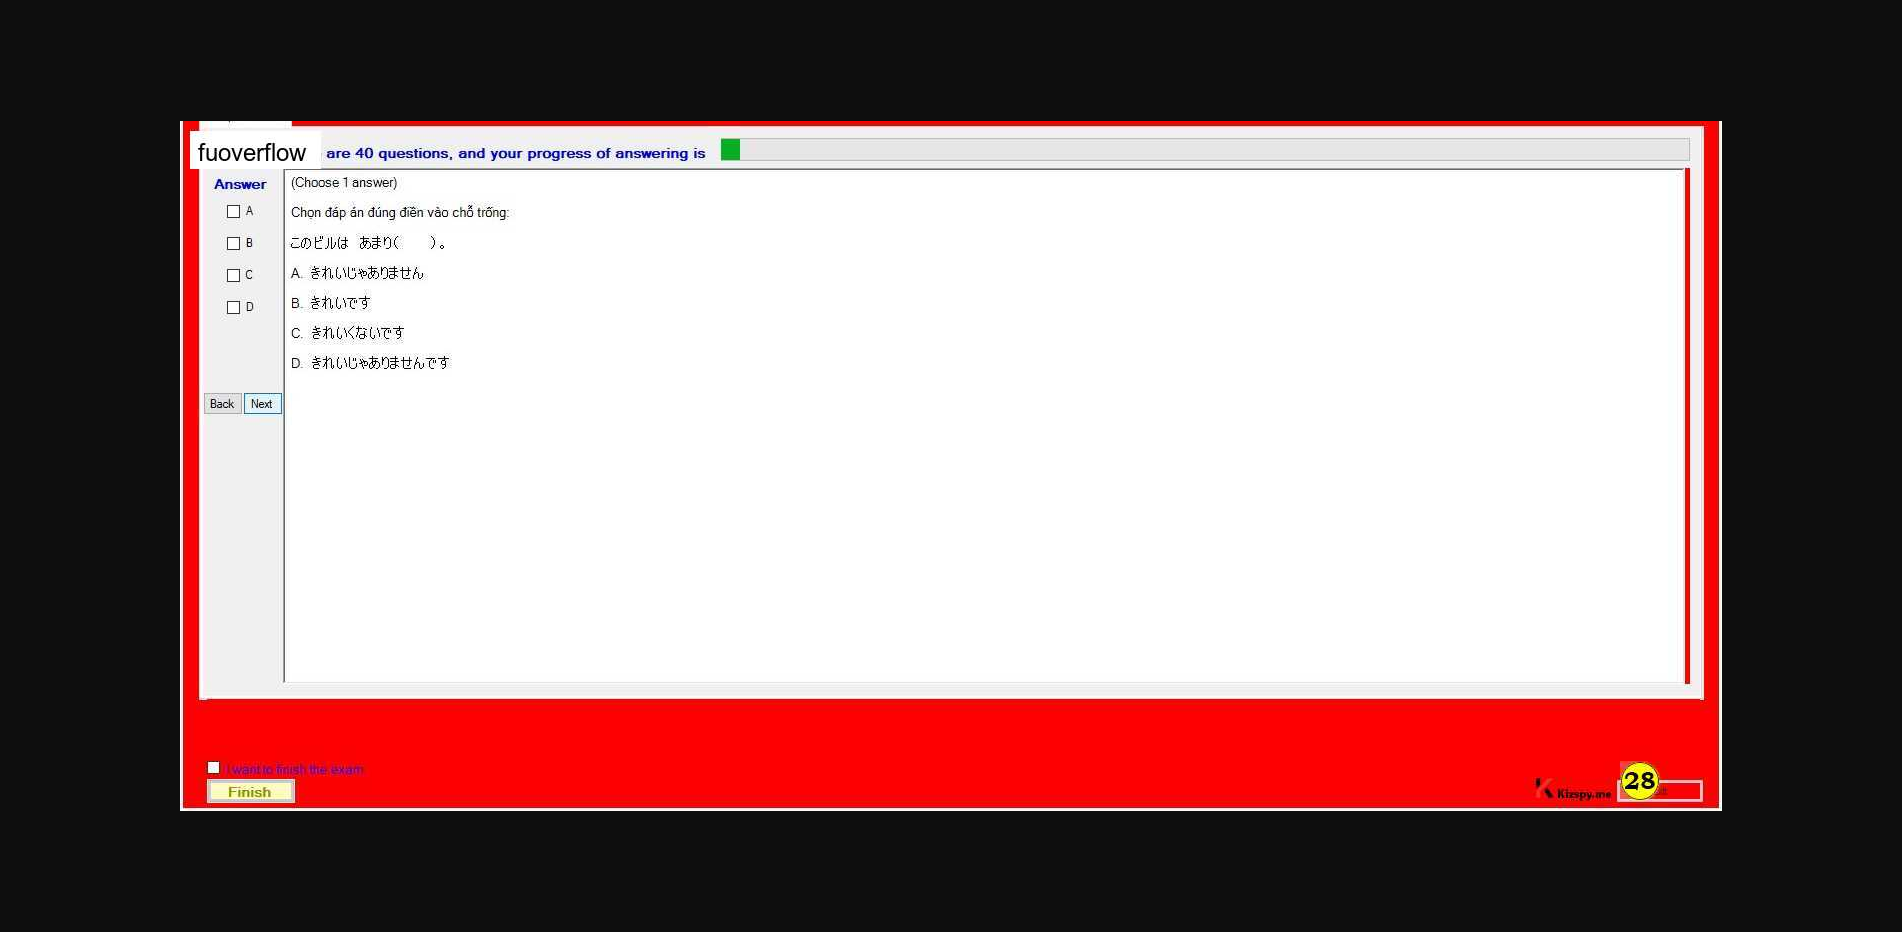 fuoverflow are 40 questions, and your progress of answering is
Answer
A
B
C
D
Back Next
(Choose 1 answer)
Chọn đáp án đúng điền vào chỗ trống:
このビルは　あまり(　　)。
A. きれいじゃありません
B. きれいです
C. きれいくないです
D. きれいじゃありませんです
I want to finish the exam
Finish
Kizspy.me
28